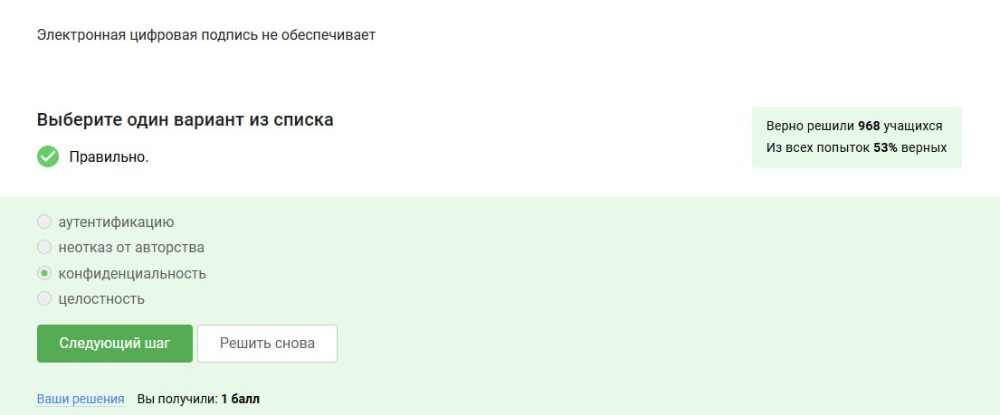 Электронная цифровая подпись не обеспечивает
Выберите один вариант из списка
Правильно.
Верно решили 968 учащихся
Из всех попыток 53% верных
аутентификацию
неотказ от авторства
конфиденциальность
целостность
Следующий шаг
Решить снова
Ваши решения Вы получили: 1 балл